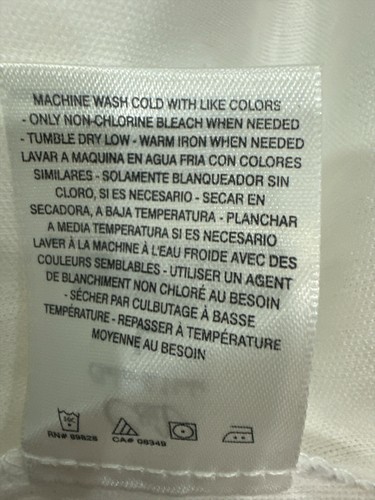 MACHINE WASH COLD WITH LIKE COLORS
- ONLY NON-CHLORINE BLEACH WHEN NEEDED
- TUMBLE DRY LOW - WARM IRON WHEN NEEDED
LAVAR A MAQUINA EN AGUA FRIA CON COLORES
SIMILARES - SOLAMENTE BLANQUEADOR SIN
CLORO, SI ES NECESARIO - SECAR EN
SECADORA, A BAJA TEMPERATURA - PLANCHAR
A MEDIA TEMPERATURA SI ES NECESARIO
LAVER À LA MACHINE À L'EAU FROIDE AVEC DES
COULEURS SEMBLABLES - UTILISER UN AGENT
DE BLANCHIMENT NON CHLORÉ AU BESOIN
- SÉCHER PAR CULBUTAGE À BASSE
TEMPÉRATURE - REPASSER À TEMPÉRATURE
MOYENNE AU BESOIN
RN# 89528 CA# 08349